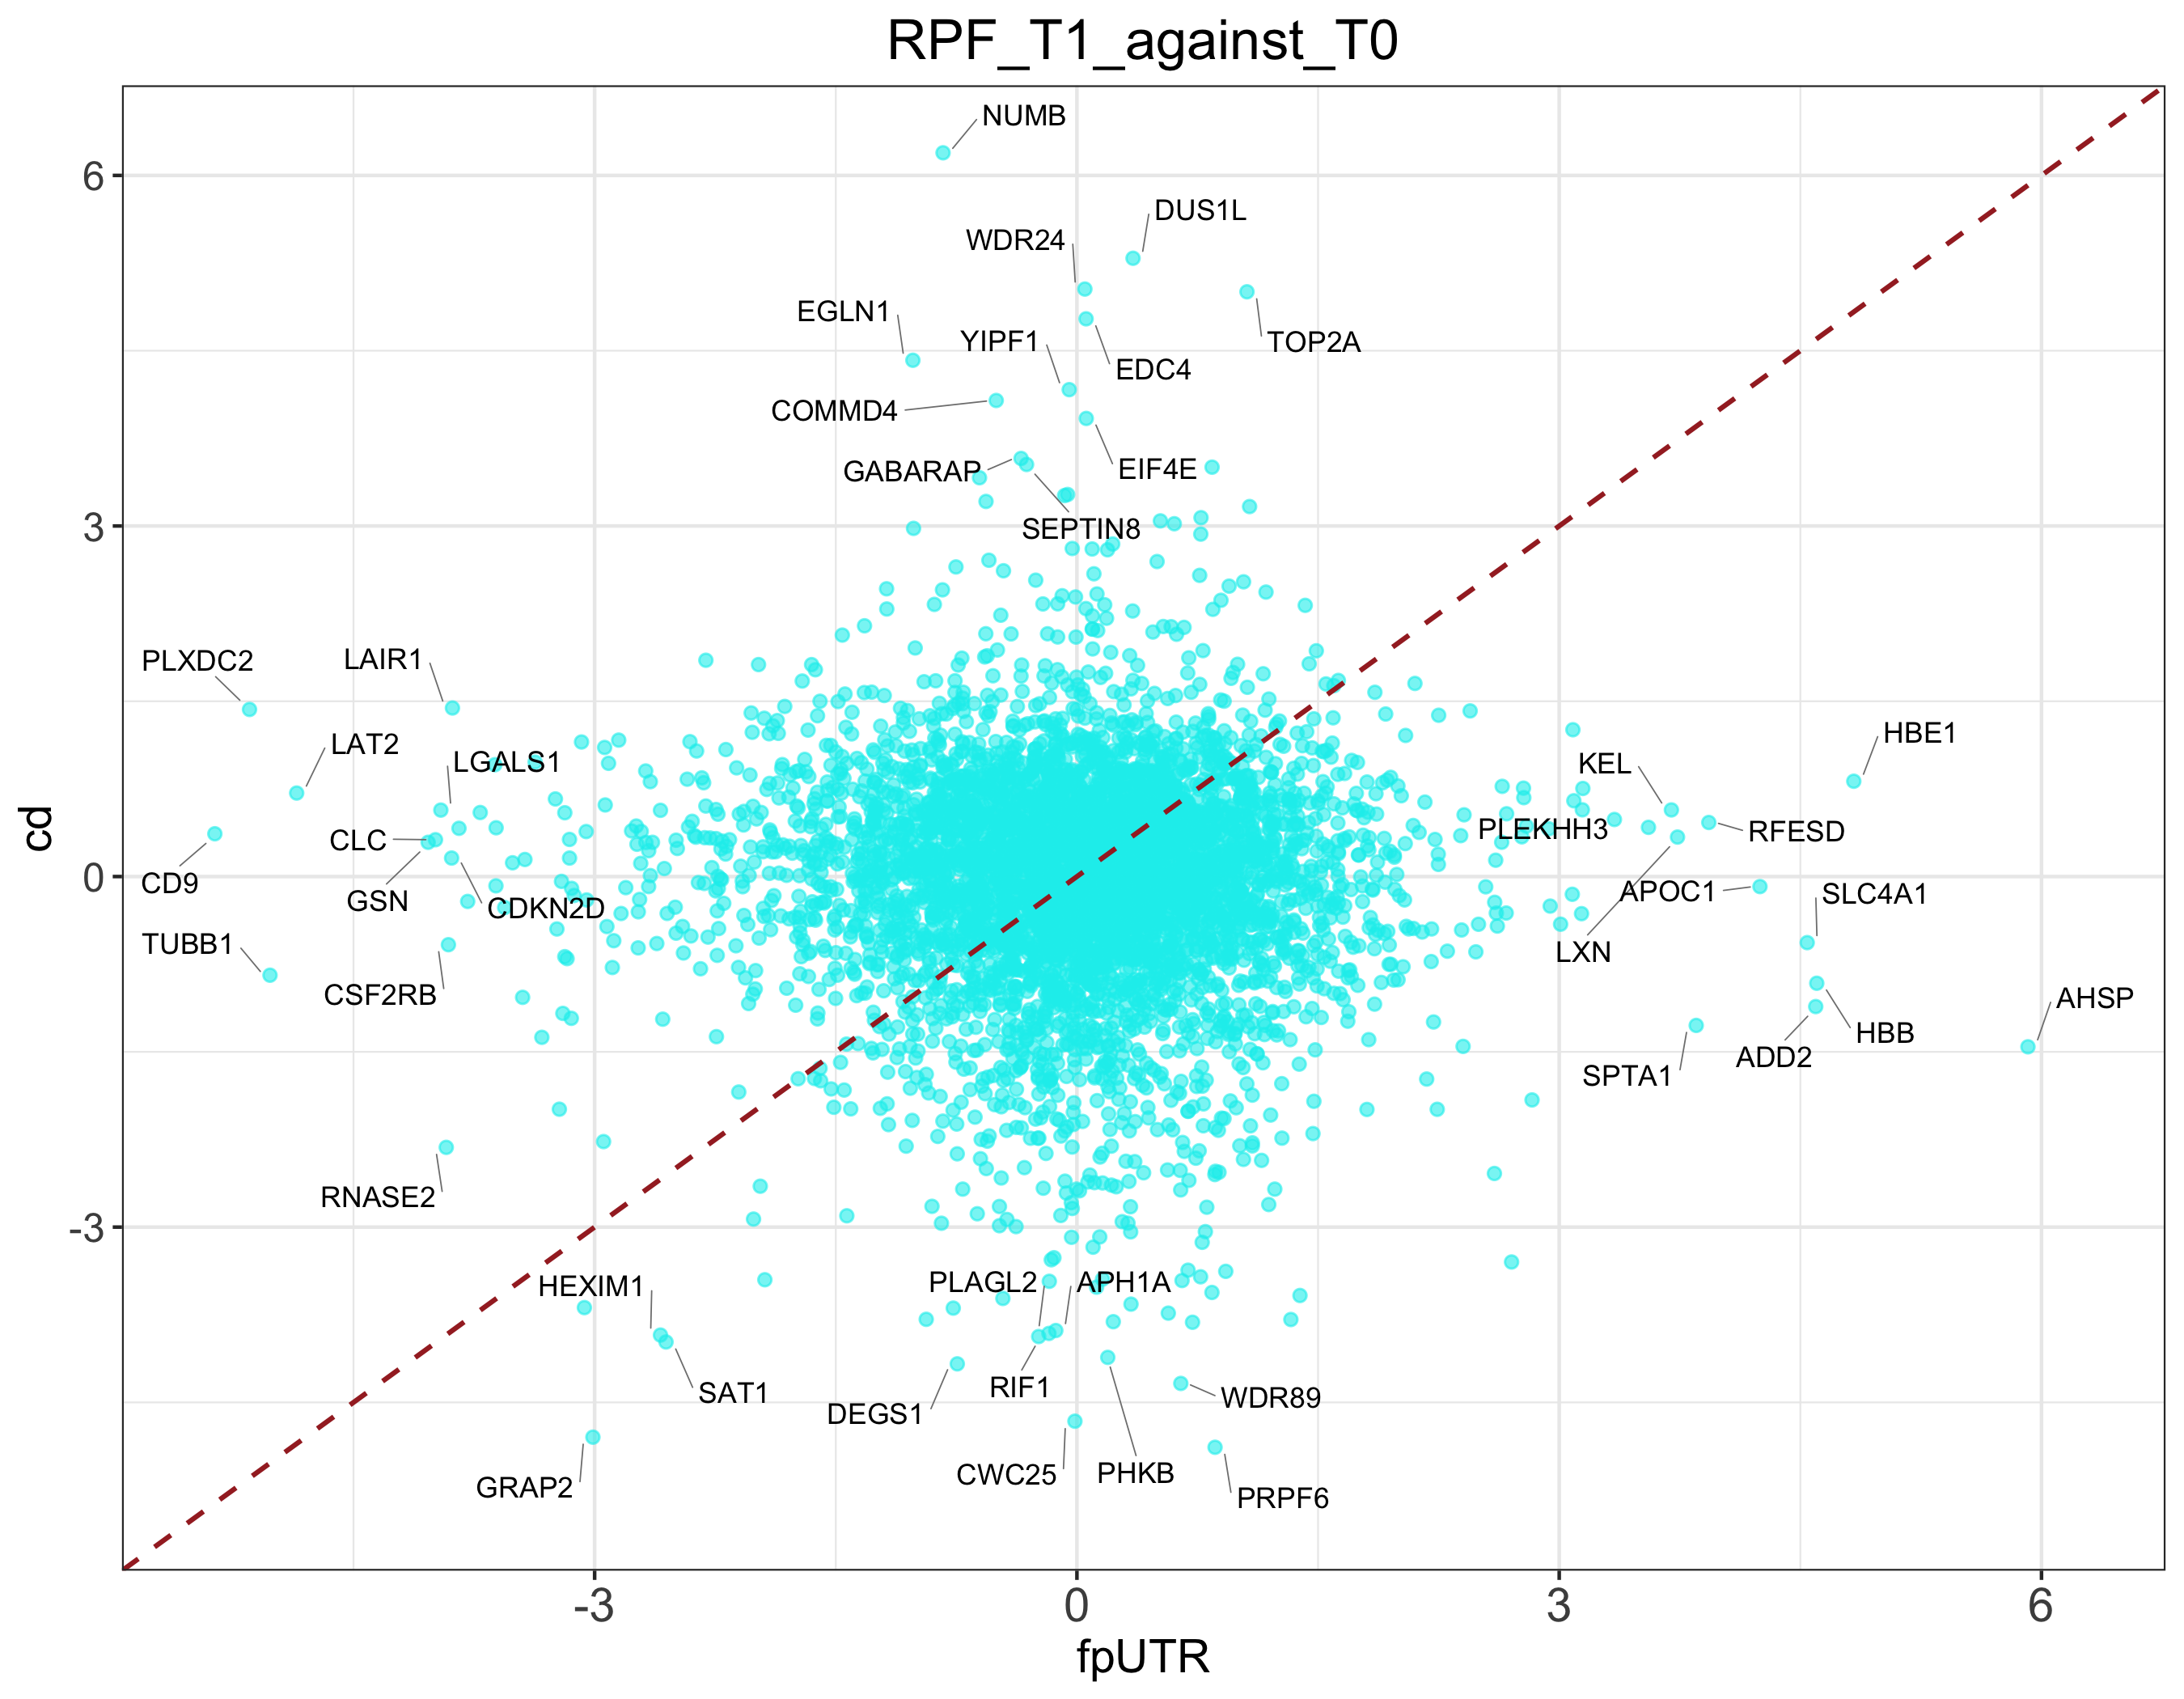 RPF_T1_against_T0
NUMB
DUS1L
WDR24
EGLN1
YIPF1
TOP2A
EDC4
COMMD4
GABARAP
EIF4E
SEPTIN8
PLXDC2
LAIR1
LAT2
LGALS1
HBE1
KEL
CLC
PLEKHH3
RFESD
CD9
GSN
CDKN2D
APOC1
SLC4A1
TUBB1
LXN
CSF2RB
AHSP
HBB
ADD2
SPTA1
RNASE2
HEXIM1
PLAGL2
APH1A
SAT1
RIF1
DEGS1
WDR89
GRAP2
CWC25
PHKB
PRPF6
6
3
0
-3
cd
-3
0
3
6
fpUTR